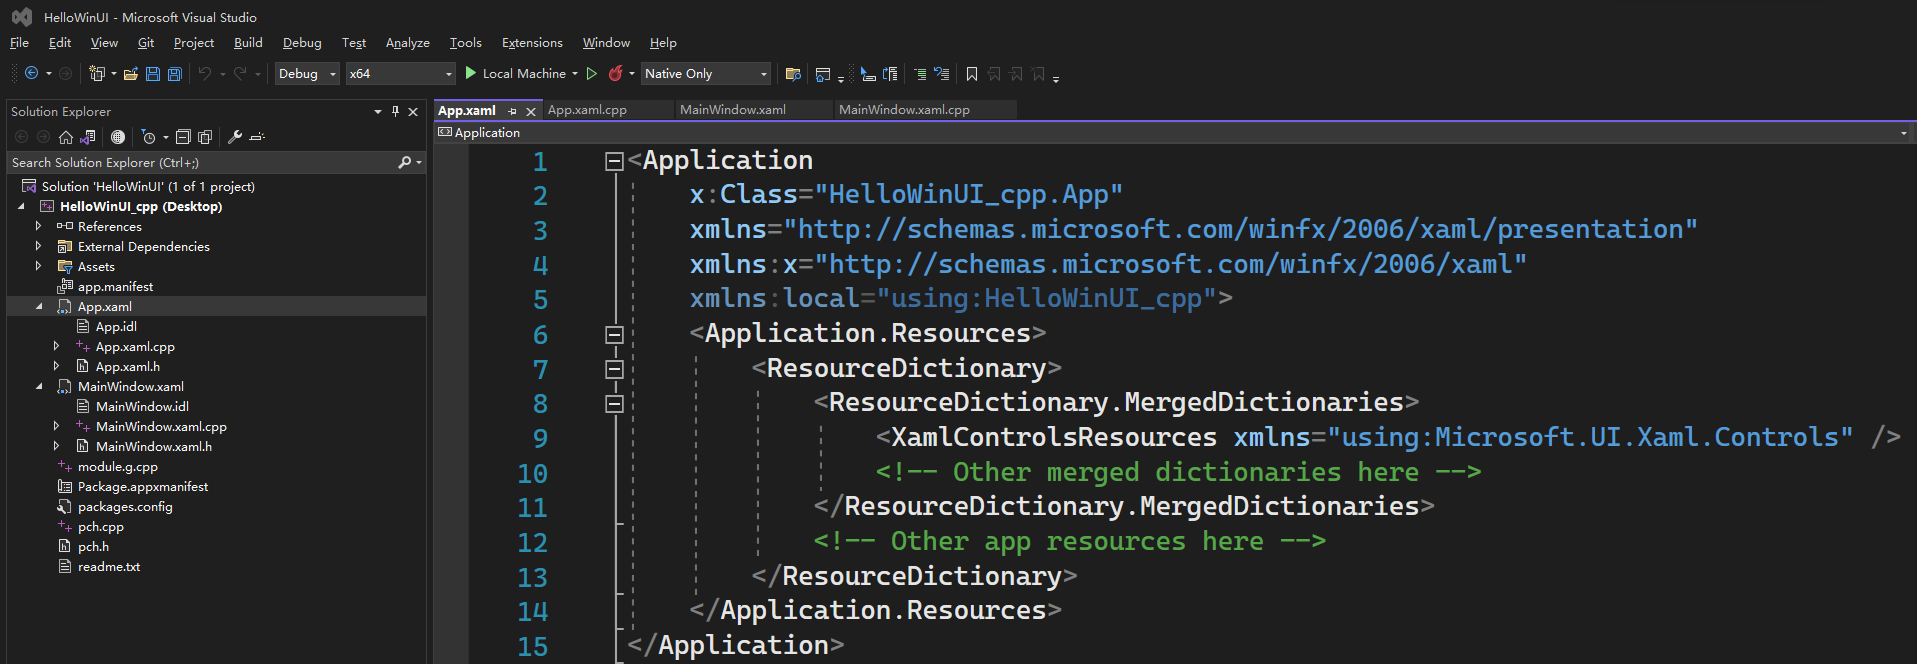 HelloWinUI - Microsoft Visual Studio
File Edit View Git Project Build Debug Test Analyze Tools Extensions Window Help
Debug x64 Local Machine Native Only
Solution Explorer
Search Solution Explorer (Ctrl+;)
Solution 'HelloWinUI' (1 of 1 project)
HelloWinUI_cpp (Desktop)
References
External Dependencies
Assets
app.manifest
App.xaml
App.idl
App.xaml.cpp
App.xaml.h
MainWindow.xaml
MainWindow.idl
MainWindow.xaml.cpp
MainWindow.xaml.h
module.g.cpp
Package.appxmanifest
packages.config
pch.cpp
pch.h
readme.txt
App.xaml App.xaml.cpp MainWindow.xaml MainWindow.xaml.cpp
Application
1 <Application
2 x:Class="HelloWinUI_cpp.App"
3 xmlns="http://schemas.microsoft.com/winfx/2006/xaml/presentation"
4 xmlns:x="http://schemas.microsoft.com/winfx/2006/xaml"
5 xmlns:local="using:HelloWinUI_cpp">
6 <Application.Resources>
7 <ResourceDictionary>
8 <ResourceDictionary.MergedDictionaries>
9 <XamlControlsResources xmlns="using:Microsoft.UI.Xaml.Controls" />
10 <!-- Other merged dictionaries here -->
11 </ResourceDictionary.MergedDictionaries>
12 <!-- Other app resources here -->
13 </ResourceDictionary>
14 </Application.Resources>
15 </Application>